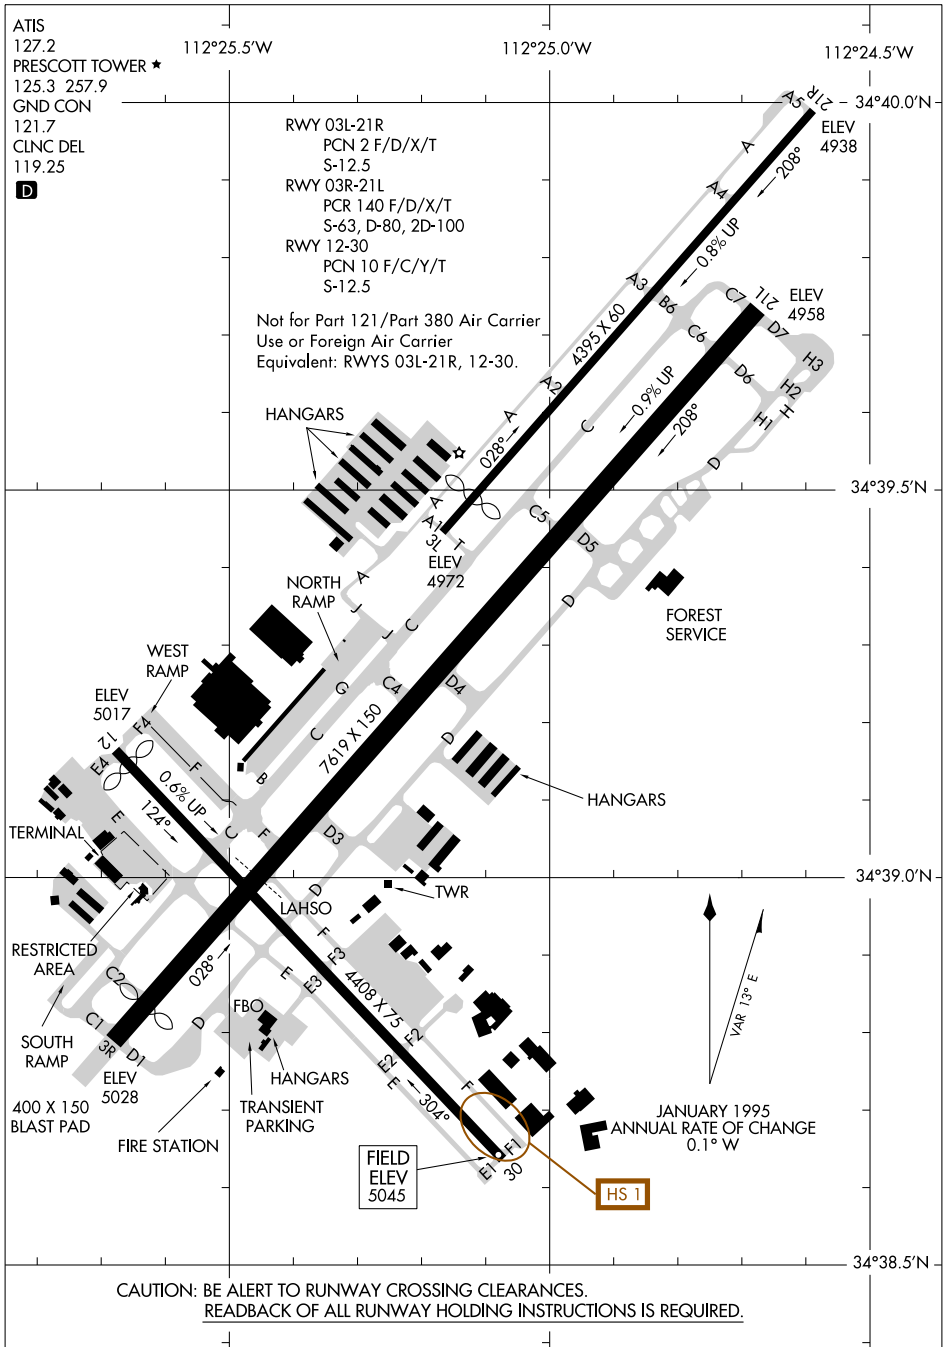 ATIS
127.2
PRESCOTT TOWER ★
125.3 257.9
GND CON
121.7
CLNC DEL
119.25
D
112°25.5'W
112°25.0'W
112°24.5'W
34°40.0'N
34°39.5'N
34°39.0'N
34°38.5'N
RWY 03L-21R
PCN 2 F/D/X/T
S-12.5
RWY 03R-21L
PCR 140 F/D/X/T
S-63, D-80, 2D-100
RWY 12-30
PCN 10 F/C/Y/T
S-12.5
Not for Part 121/Part 380 Air Carrier
Use or Foreign Air Carrier
Equivalent: RWYS 03L-21R, 12-30.
A5
21R
ELEV
4938
A
208°
A4
0.8% UP
A3
B6
C7
21L
ELEV
4958
D7
C6
H3
4395 X 60
D6
H2
H
H1
A2
0.9% UP
HANGARS
A
C
208°
028°
D
A
A1
3L
T
C5
D5
ELEV
4972
NORTH
RAMP
A
J
J
C
D
FOREST
SERVICE
WEST
RAMP
ELEV
5017
G
C4
D4
F4
12
E4
F
C
7619 X 150
D
0.6% UP
B
HANGARS
124°
E
C
F
D3
TERMINAL
D
TWR
LAHSO
RESTRICTED
AREA
F
F3
028°
E
E3
4408 X 75
C2
FBO
C1
3R
D1
D
F2
SOUTH
RAMP
ELEV
5028
HANGARS
E2
E
F
304°
400 X 150
BLAST PAD
TRANSIENT
PARKING
FIRE STATION
FIELD
ELEV
5045
E1
F1
30
HS 1
VAR 13° E
JANUARY 1995
ANNUAL RATE OF CHANGE
0.1° W
CAUTION: BE ALERT TO RUNWAY CROSSING CLEARANCES.
READBACK OF ALL RUNWAY HOLDING INSTRUCTIONS IS REQUIRED.